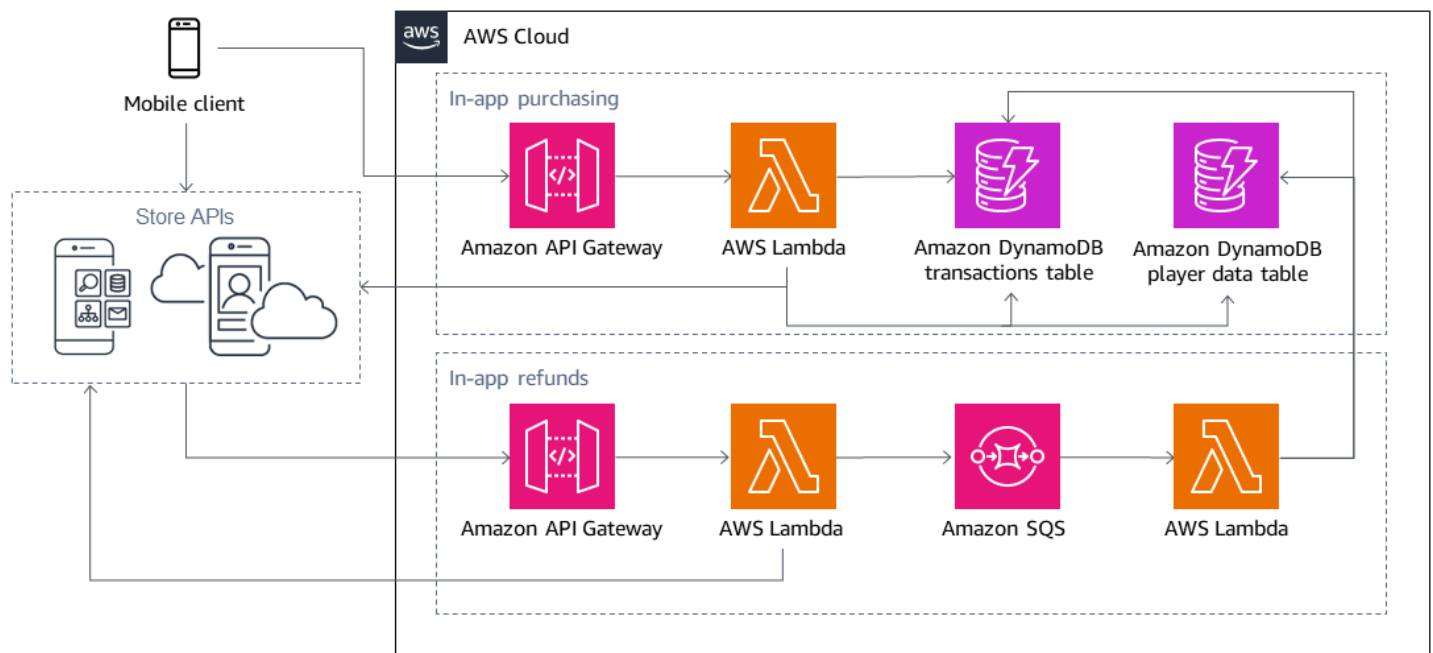 aws
AWS Cloud
Mobile client
In-app purchasing
Store APIs
</>
Amazon API Gateway
AWS Lambda
Amazon DynamoDB
transactions table
Amazon DynamoDB
player data table
In-app refunds
</>
Amazon API Gateway
AWS Lambda
Amazon SQS
AWS Lambda